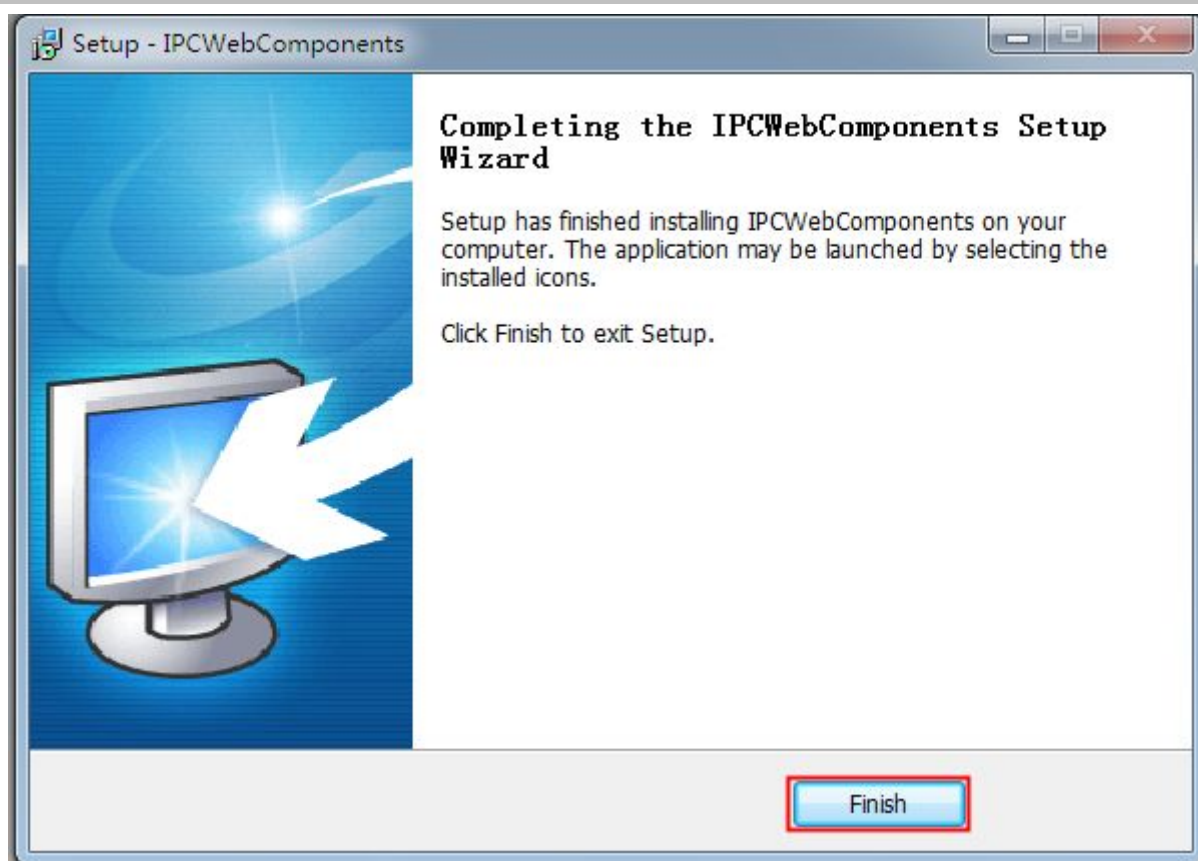 Setup - IPCWebComponents
Completing the IPCWebComponents Setup
Wizard
Setup has finished installing IPCWebComponents on your
computer. The application may be launched by selecting the
installed icons.
Click Finish to exit Setup.
Finish